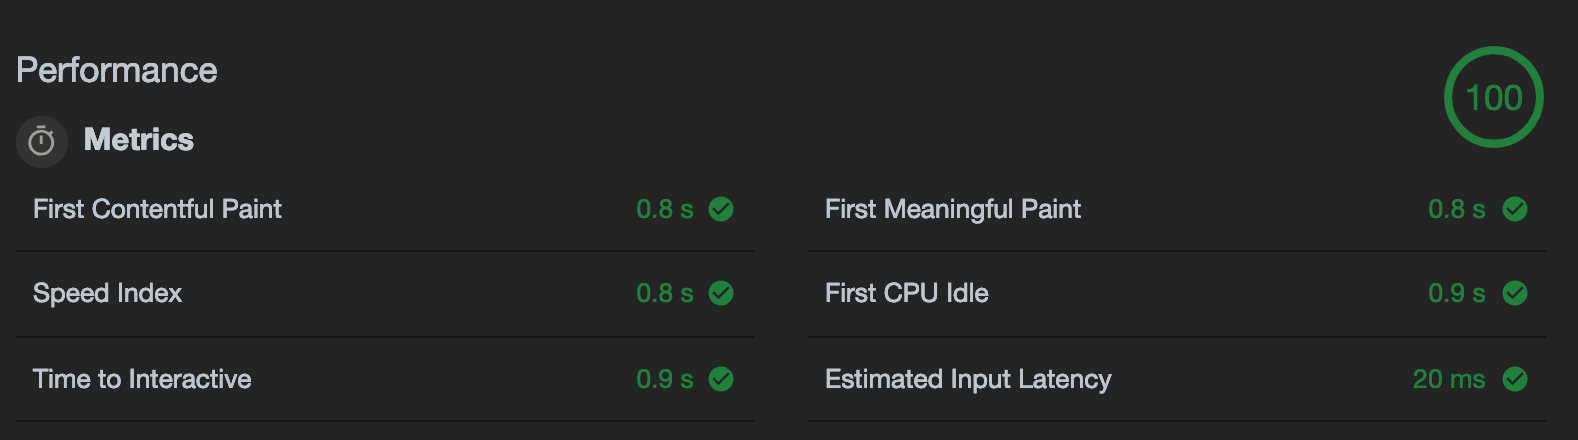 Performance
100
Metrics
First Contentful Paint 0.8 s
First Meaningful Paint 0.8 s
Speed Index 0.8 s
First CPU Idle 0.9 s
Time to Interactive 0.9 s
Estimated Input Latency 20 ms